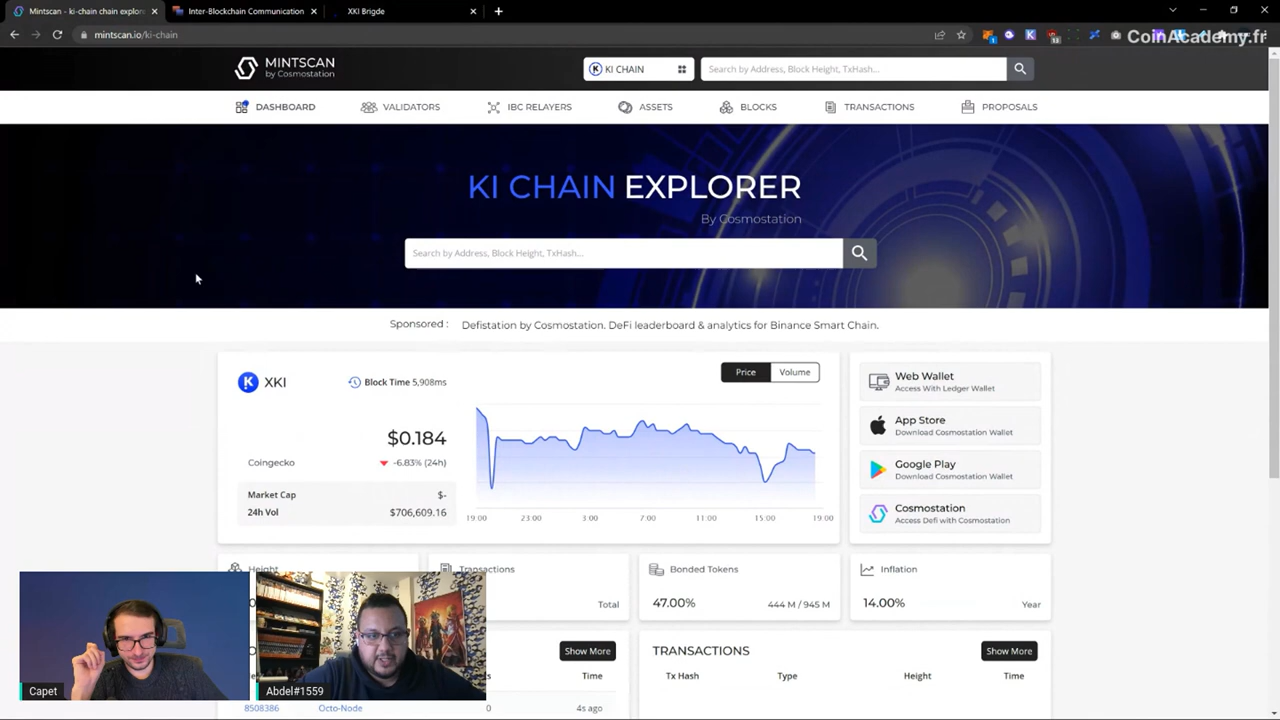 Mintscan - ki-chain chain explor
Inter-Blockchain Communication
XKI Brigde
mintscan.io/ki-chain
CoinAcademy.fr
MINTSCAN
by Cosmostation
KI CHAIN
Search by Address, Block Height, TxHash...
DASHBOARD
VALIDATORS
IBC RELAYERS
ASSETS
BLOCKS
TRANSACTIONS
PROPOSALS
KI CHAIN EXPLORER
By Cosmostation
Search by Address, Block Height, TxHash...
Sponsored : Defistation by Cosmostation. DeFi leaderboard & analytics for Binance Smart Chain.
XKI
Block Time 5,908ms
Price
Volume
$0.184
Coingecko
-6.83% (24h)
Market Cap
$-
24h Vol
$706,609.16
19:00 23:00 3:00 7:00 11:00 15:00 19:00
Web Wallet
Access With Ledger Wallet
App Store
Download Cosmostation Wallet
Google Play
Download Cosmostation Wallet
Cosmostation
Access Defi with Cosmostation
Height
Transactions
Total
Bonded Tokens
47.00%
444 M / 945 M
Inflation
14.00%
Year
Show More
Time
8508386
Octo-Node
0
4s ago
TRANSACTIONS
Show More
Tx Hash
Type
Height
Time
Capet
Abdel#1559